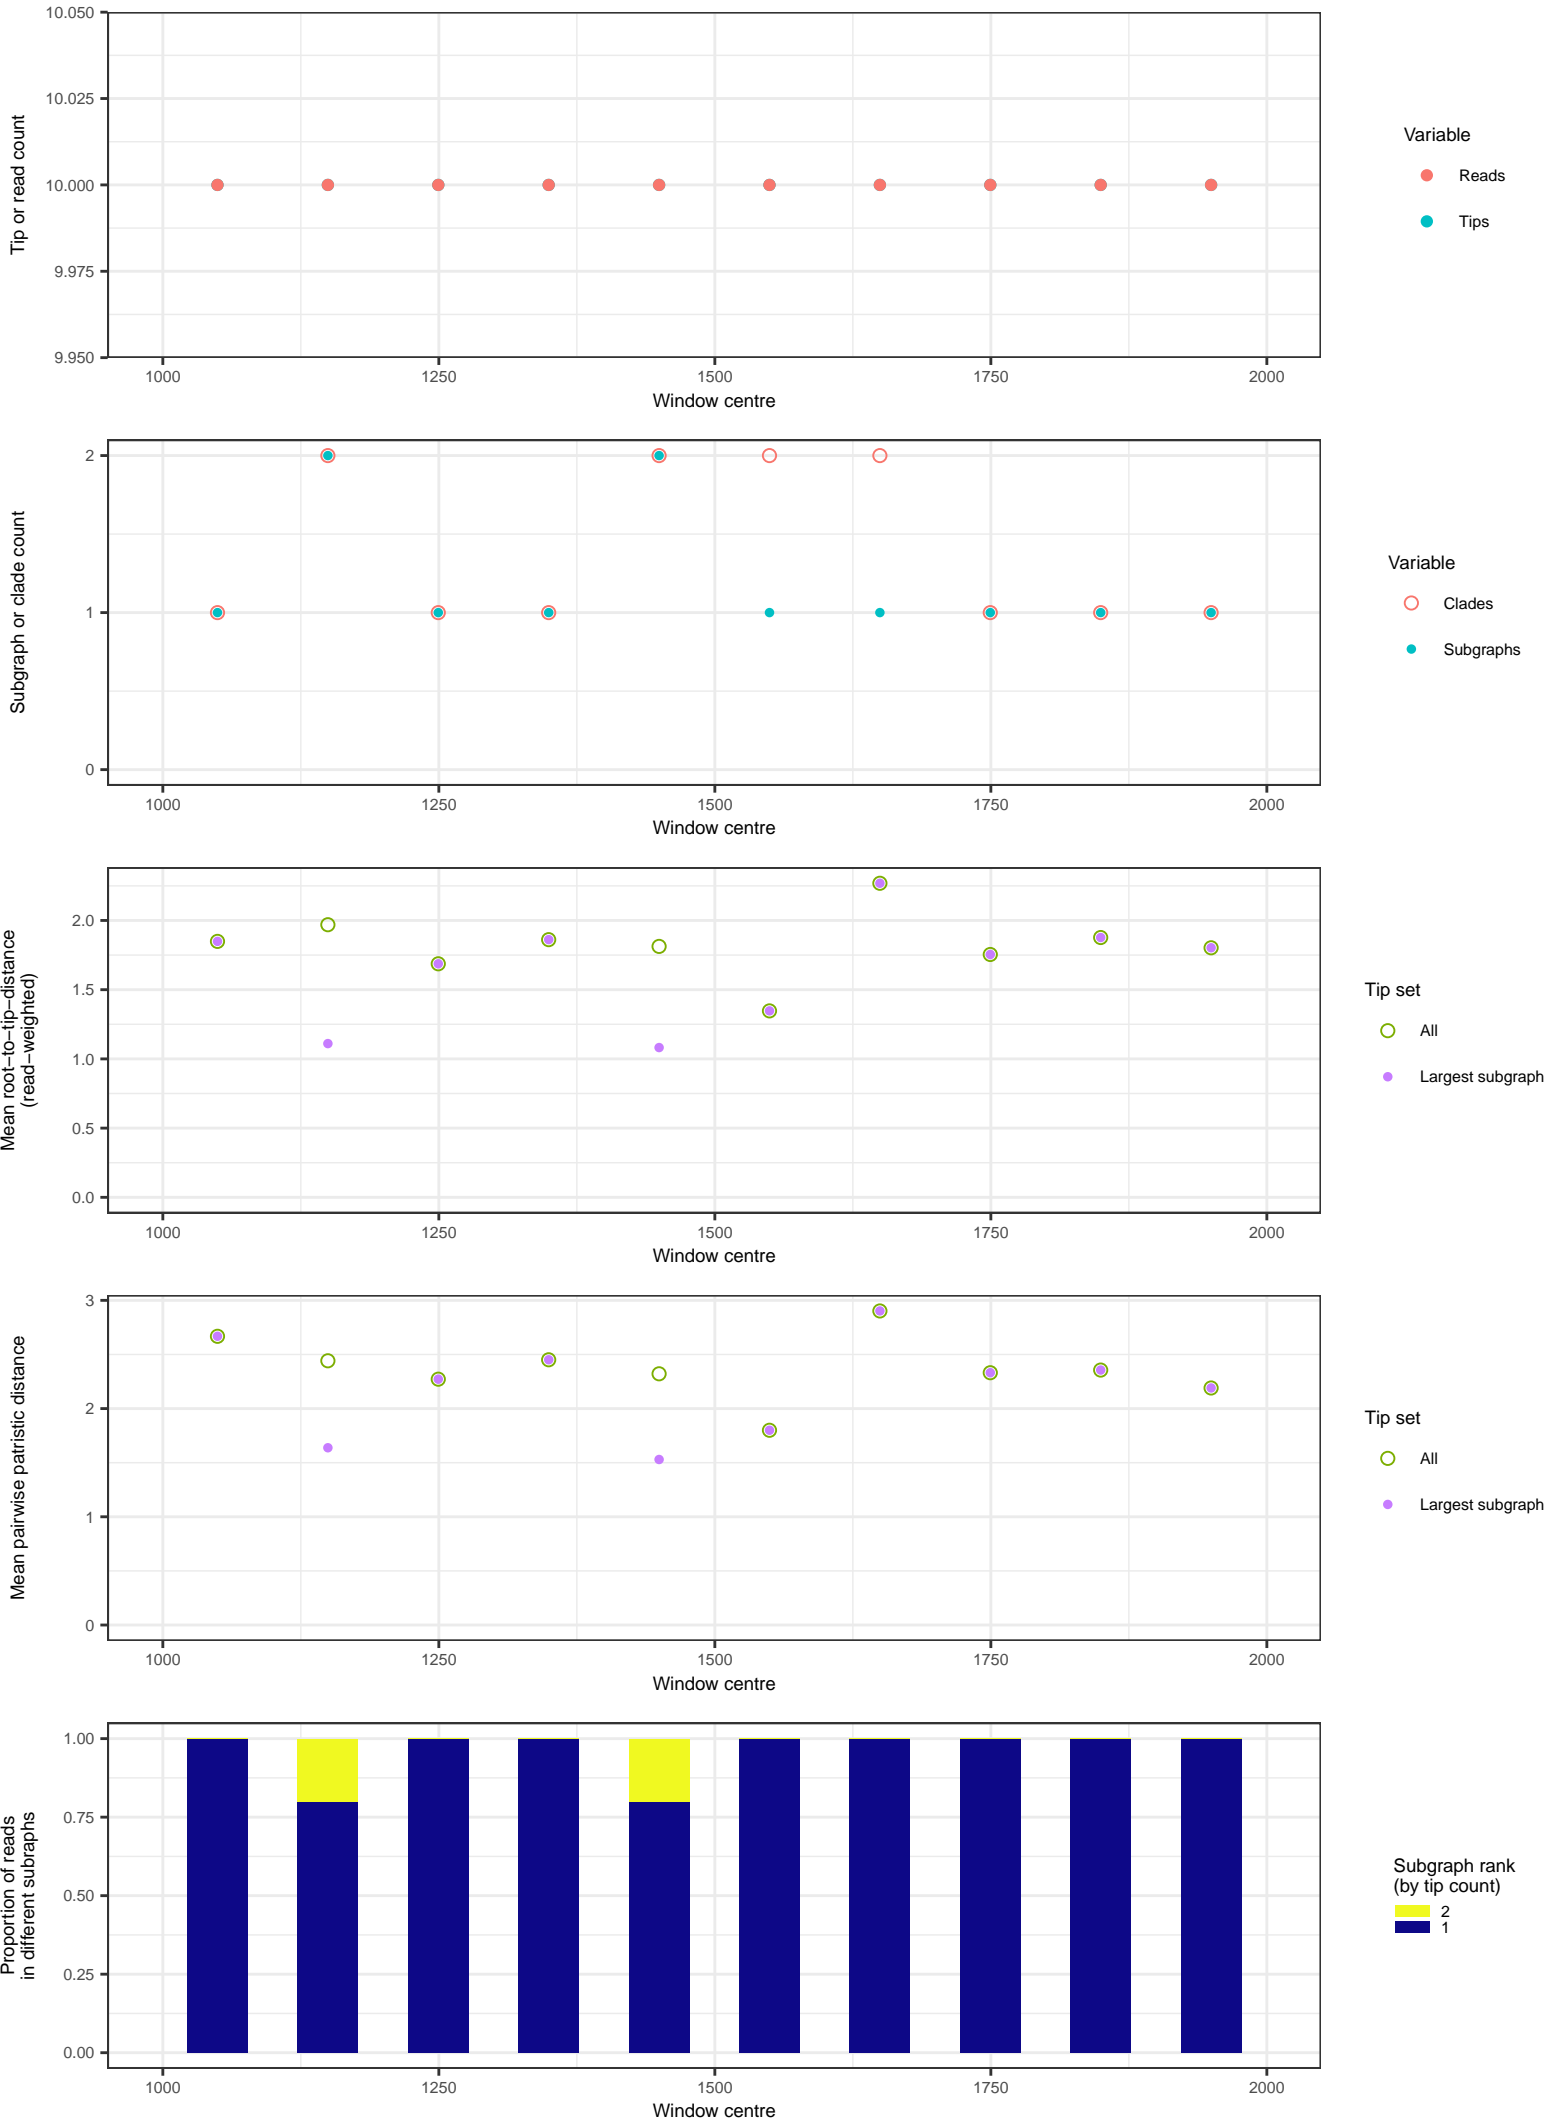 10.050
10.025
10.000
9.975
9.950
Tip or read count
1000 1250 1500 1750 2000
Window centre
Variable
Reads
Tips
2
1
0
Subgraph or clade count
1000 1250 1500 1750 2000
Window centre
Variable
Clades
Subgraphs
2.0
1.5
1.0
0.5
0.0
Mean root−to−tip−distance
(read−weighted)
1000 1250 1500 1750 2000
Window centre
Tip set
All
Largest subgraph
3
2
1
0
Mean pairwise patristic distance
1000 1250 1500 1750 2000
Window centre
Tip set
All
Largest subgraph
1.00
0.75
0.50
0.25
0.00
Proportion of reads
in different subraphs
1000 1250 1500 1750 2000
Window centre
Subgraph rank
(by tip count)
2
1